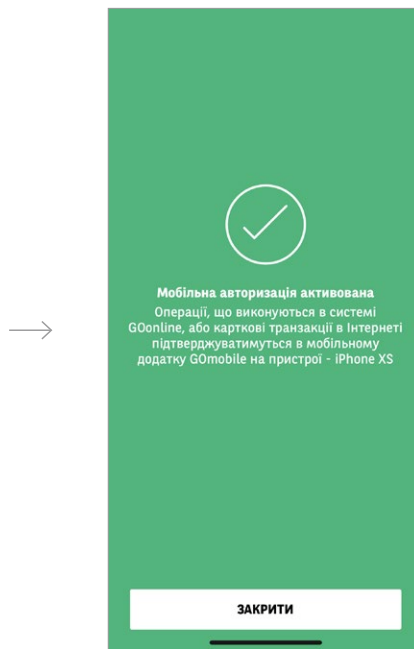 Мобільна авторизація активована
Операції, що виконуються в системі
GOonline, або карткові транзакції в Інтернеті
підтверджуватимуться в мобільному
додатку GOmobile на пристрої - iPhone XS
ЗАКРИТИ